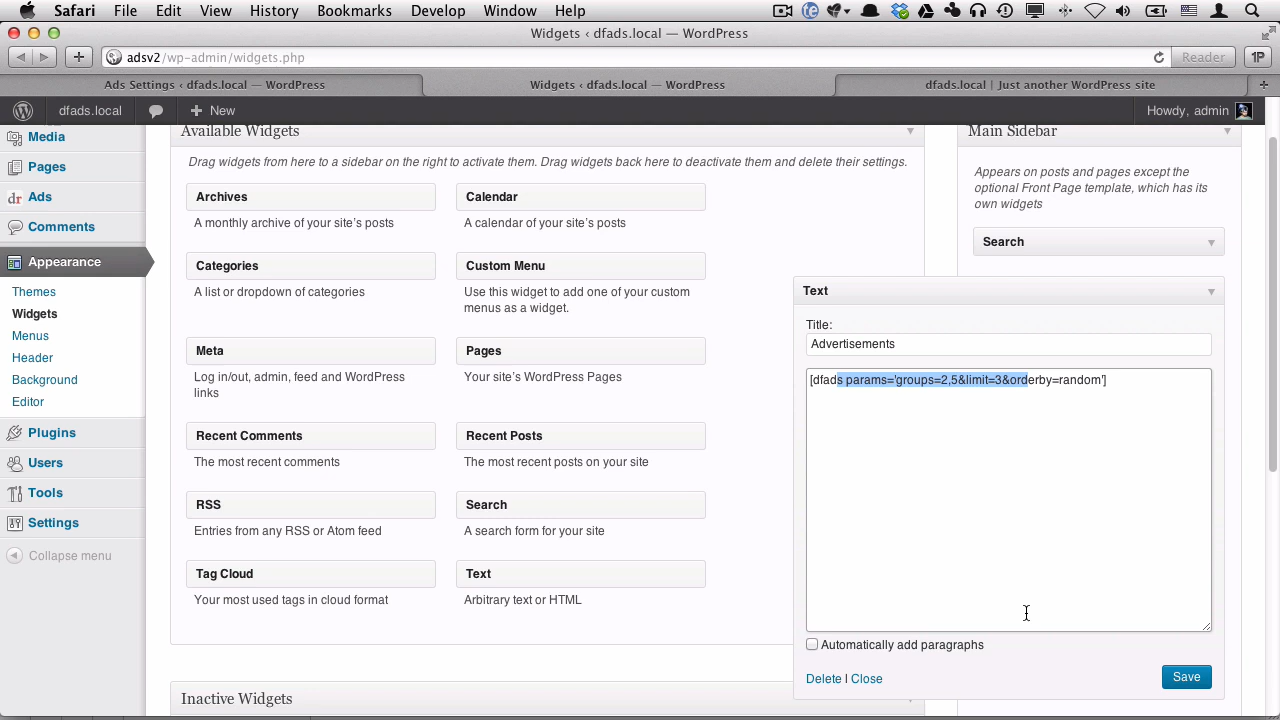 Safari File Edit View History Bookmarks Develop Window Help
Widgets ‹ dfads.local — WordPress
adsv2/wp-admin/widgets.php
Reader
1P
Ads Settings ‹ dfads.local — WordPress
Widgets ‹ dfads.local — WordPress
dfads.local | Just another WordPress site
dfads.local
New
Howdy, admin
Media
Pages
Ads
Comments
Appearance
Themes
Widgets
Menus
Header
Background
Editor
Plugins
Users
Tools
Settings
Collapse menu
Available Widgets
Drag widgets from here to a sidebar on the right to activate them. Drag widgets back here to deactivate them and delete their settings.
Archives
A monthly archive of your site's posts
Calendar
A calendar of your site's posts
Categories
A list or dropdown of categories
Custom Menu
Use this widget to add one of your custom
menus as a widget.
Meta
Log in/out, admin, feed and WordPress
links
Pages
Your site's WordPress Pages
Recent Comments
The most recent comments
Recent Posts
The most recent posts on your site
RSS
Entries from any RSS or Atom feed
Search
A search form for your site
Tag Cloud
Your most used tags in cloud format
Text
Arbitrary text or HTML
Inactive Widgets
Main Sidebar
Appears on posts and pages except the
optional Front Page template, which has its
own widgets
Search
Text
Title:
Advertisements
[dfads params='groups=2,5&limit=3&orderby=random']
Automatically add paragraphs
Delete | Close
Save